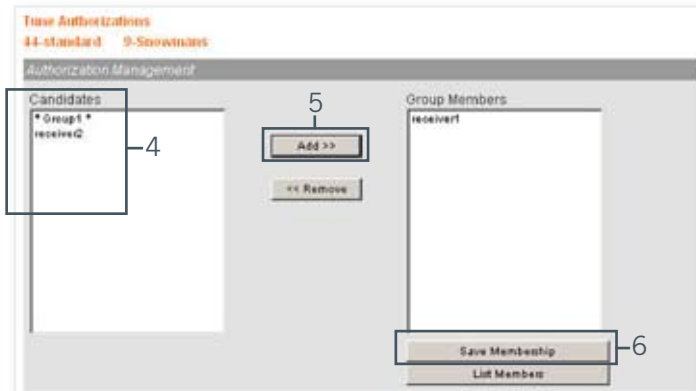 Tune Authorizations
44-standard 9-Snowmans
Authorization Management
Candidates
* Group1 *
receiver2
4
5
Add >>
<< Remove
Group Members
receiver1
Save Membership
6
List Members